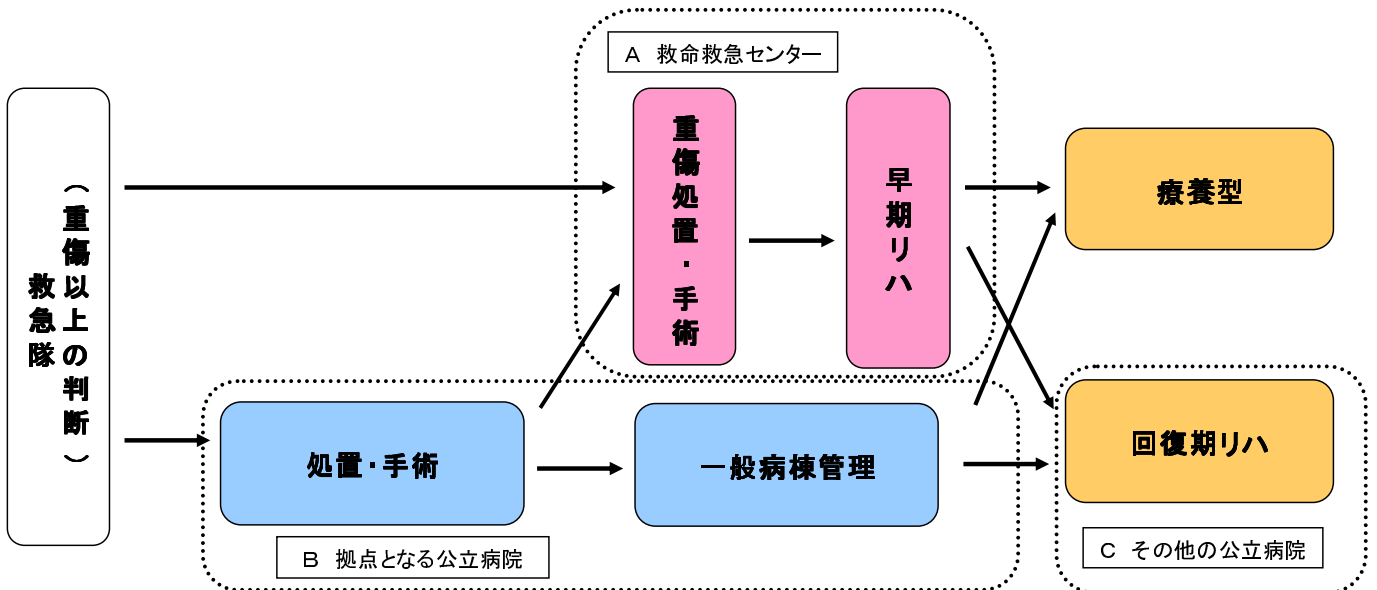 救急隊
(重傷以上の判断)
A 救命救急センター
重傷処置・手術
早期リハ
療養型
処置・手術
一般病棟管理
回復期リハ
B 拠点となる公立病院
C その他の公立病院